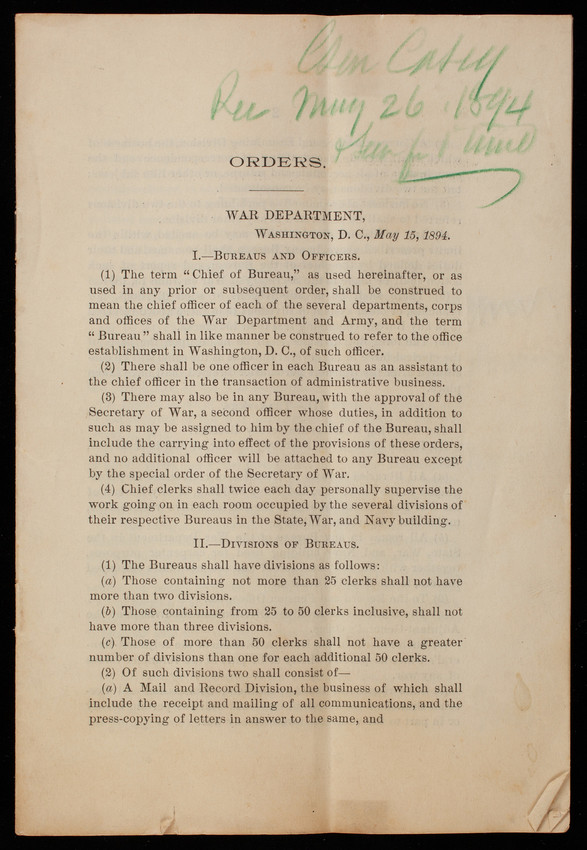 Gen Casey
Rec May 26 1894
ORDERS.
WAR DEPARTMENT,
WASHINGTON, D. C., May 15, 1894.
I.—BUREAUS AND OFFICERS.
(1) The term “Chief of Bureau,” as used hereinafter, or as
used in any prior or subsequent order, shall be construed to
mean the chief officer of each of the several departments, corps
and offices of the War Department and Army, and the term
“Bureau” shall in like manner be construed to refer to the office
establishment in Washington, D. C., of such officer.
(2) There shall be one officer in each Bureau as an assistant to
the chief officer in the transaction of administrative business.
(3) There may also be in any Bureau, with the approval of the
Secretary of War, a second officer whose duties, in addition to
such as may be assigned to him by the chief of the Bureau, shall
include the carrying into effect of the provisions of these orders,
and no additional officer will be attached to any Bureau except
by the special order of the Secretary of War.
(4) Chief clerks shall twice each day personally supervise the
work going on in each room occupied by the several divisions of
their respective Bureaus in the State, War, and Navy building.
II.—DIVISIONS OF BUREAUS.
(1) The Bureaus shall have divisions as follows:
(a) Those containing not more than 25 clerks shall not have
more than two divisions.
(b) Those containing from 25 to 50 clerks inclusive, shall not
have more than three divisions.
(c) Those of more than 50 clerks shall not have a greater
number of divisions than one for each additional 50 clerks.
(2) Of such divisions two shall consist of—
(a) A Mail and Record Division, the business of which shall
include the receipt and mailing of all communications, and the
press-copying of letters in answer to the same, and